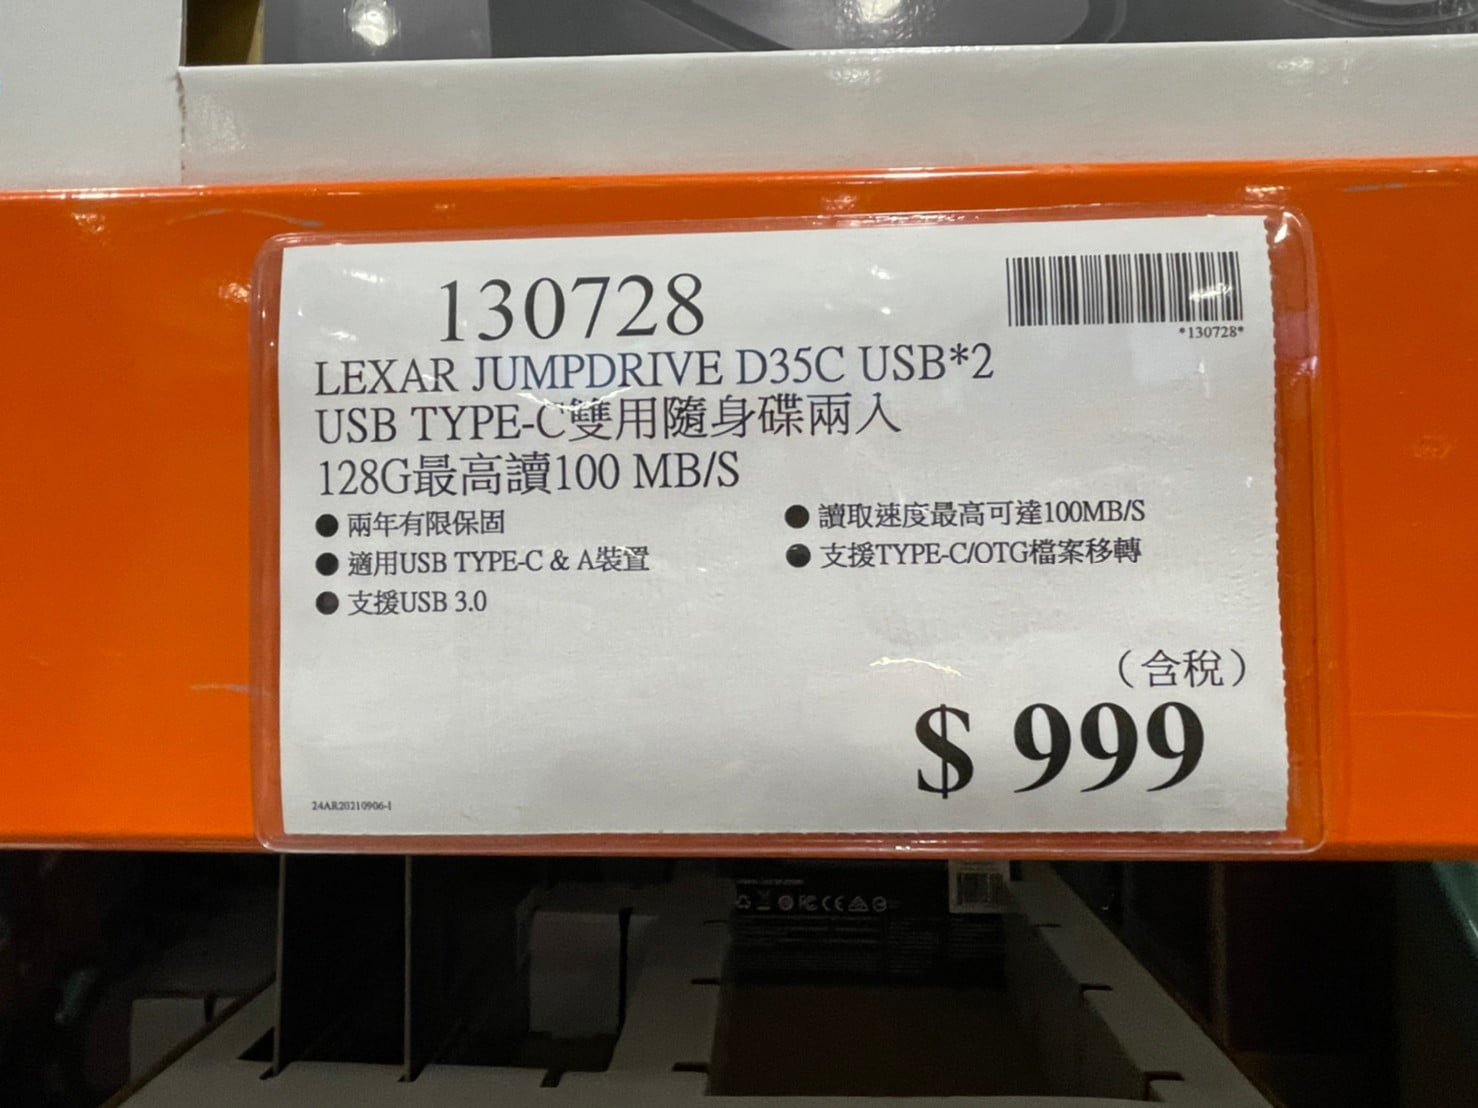 130728
*130728*
LEXAR JUMPDRIVE D35C USB*2
USB TYPE-C雙用隨身碟兩入
128G最高讀100 MB/S
● 兩年有限保固
● 適用USB TYPE-C & A裝置
● 支援USB 3.0
● 讀取速度最高可達100MB/S
● 支援TYPE-C/OTG檔案移轉
（含稅）
$ 999
24AR20210906-1